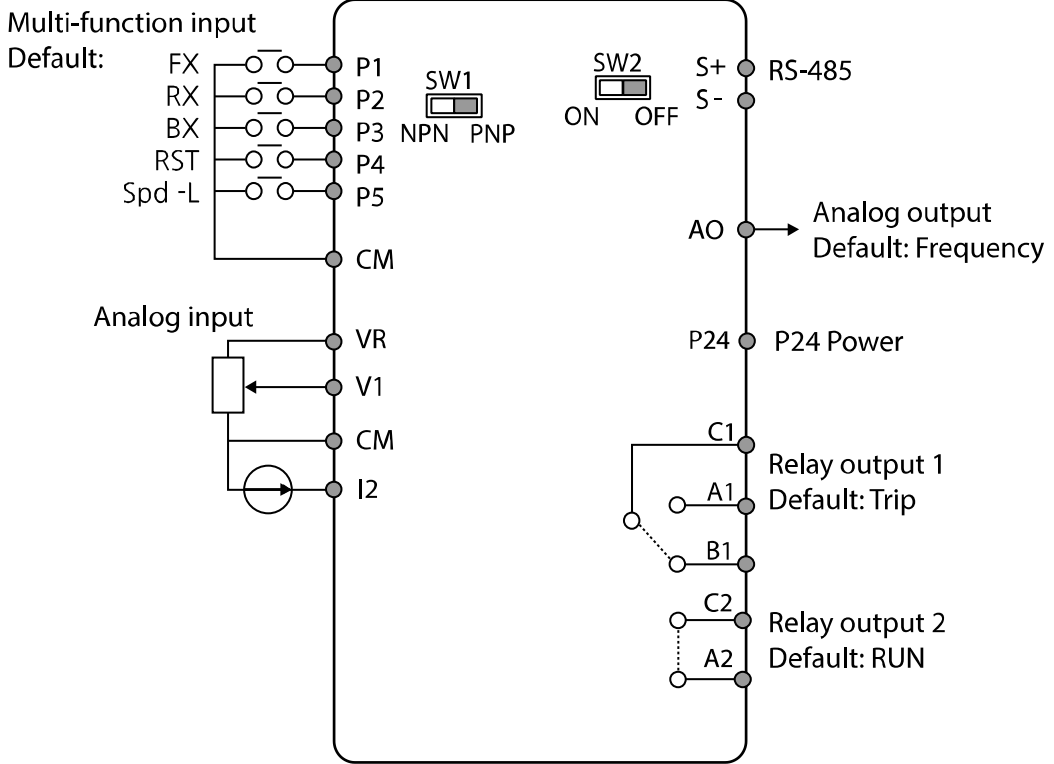 Multi-function input
Default:
FX
P1
RX
P2
BX
P3
RST
P4
Spd -L
P5
CM
SW1
NPN PNP
SW2
ON OFF
S+
RS-485
S-
AO
Analog output
Default: Frequency
Analog input
VR
V1
CM
I2
P24
P24 Power
C1
A1
B1
Relay output 1
Default: Trip
C2
A2
Relay output 2
Default: RUN